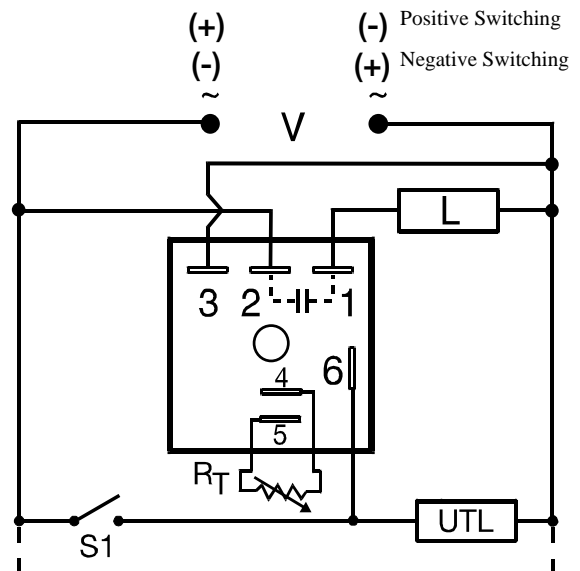 (+) (-) Positive Switching
(-) (+) Negative Switching
~ ~
V
L
3 2 1
6
4
5
RT
UTL
S1